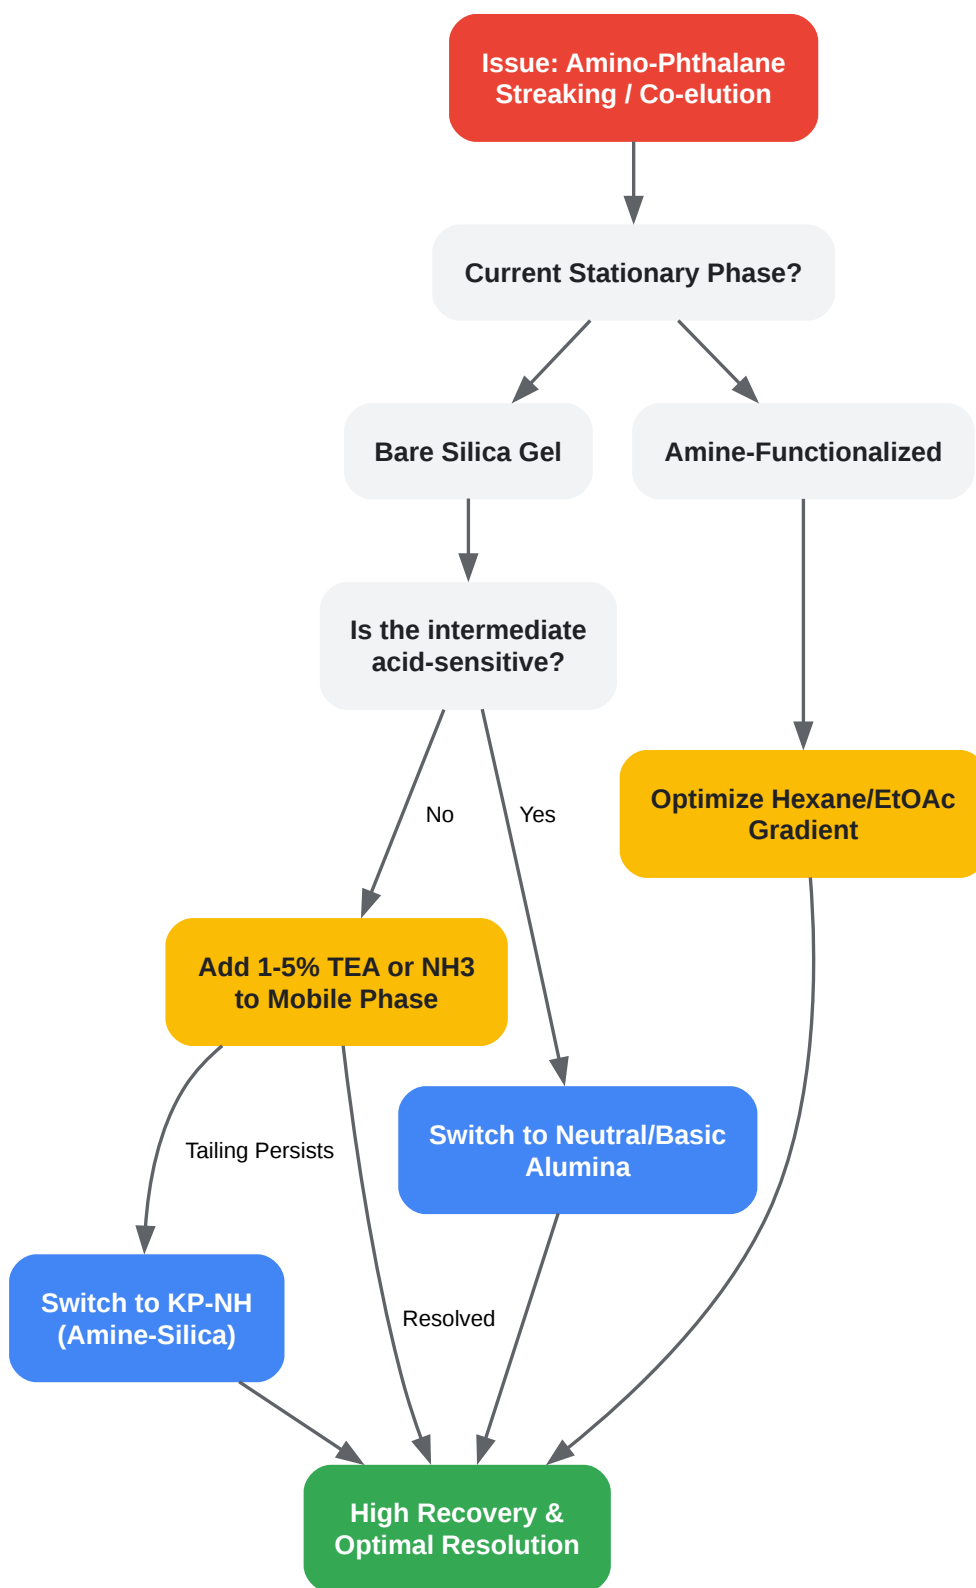 Issue: Amino-Phthalane
Streaking / Co-elution
Current Stationary Phase?
Bare Silica Gel
Amine-Functionalized
Is the intermediate
acid-sensitive?
Optimize Hexane/EtOAc
Gradient
No
Yes
Add 1-5% TEA or NH3
to Mobile Phase
Switch to Neutral/Basic
Alumina
Tailing Persists
Switch to KP-NH
(Amine-Silica)
Resolved
High Recovery &
Optimal Resolution